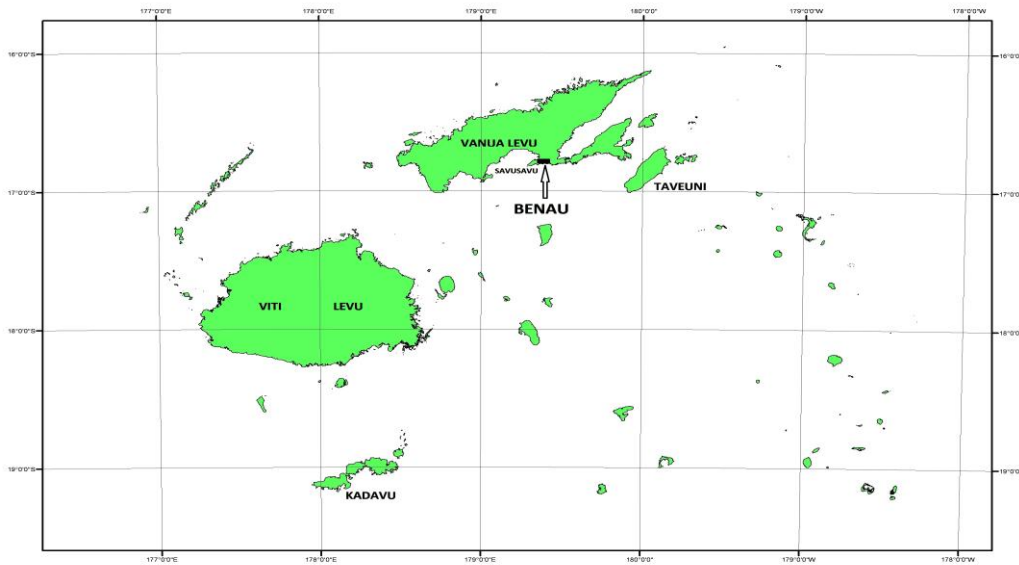 177°0'0"E 178°0'0"E 179°0'0"E 180°0'0" 179°0'0"W 178°0'0"W
16°0'0"S 16°0'0"S
VANUA LEVU
SAVUSAVU
TAVEUNI
17°0'0"S 17°0'0"S
BENAU
VITI LEVU
18°0'0"S 18°0'0"S
19°0'0"S 19°0'0"S
KADAVU
177°0'0"E 178°0'0"E 179°0'0"E 180°0'0" 179°0'0"W 178°0'0"W